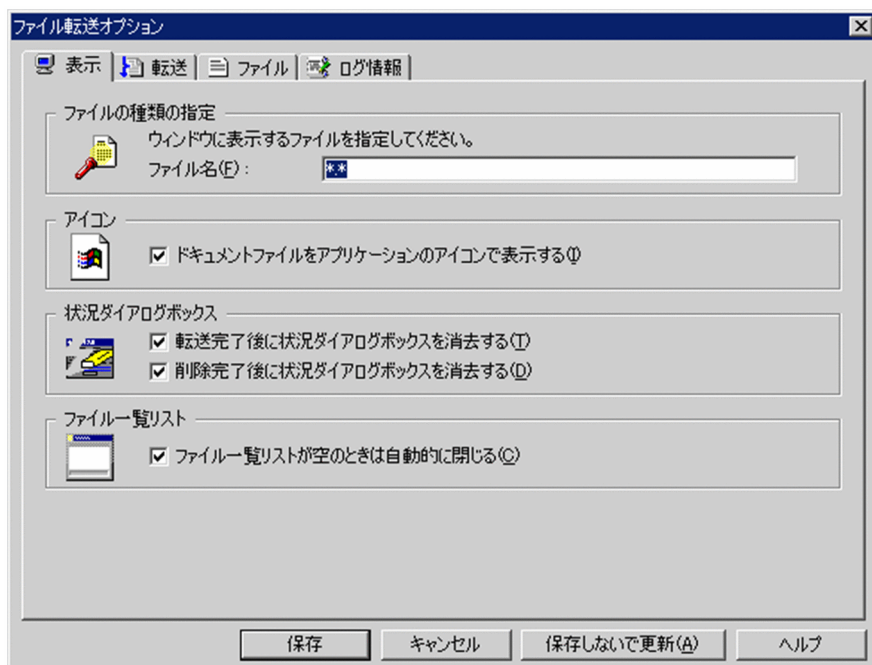 ファイル転送オプション
表示 転送 ファイル ログ情報
ファイルの種類の指定
ウィンドウに表示するファイルを指定してください。
ファイル名(F): *.*
アイコン
ドキュメントファイルをアプリケーションのアイコンで表示する(I)
状況ダイアログボックス
転送完了後に状況ダイアログボックスを消去する(T)
削除完了後に状況ダイアログボックスを消去する(D)
ファイル一覧リスト
ファイル一覧リストが空のときは自動的に閉じる(C)
保存 キャンセル 保存しないで更新(A) ヘルプ